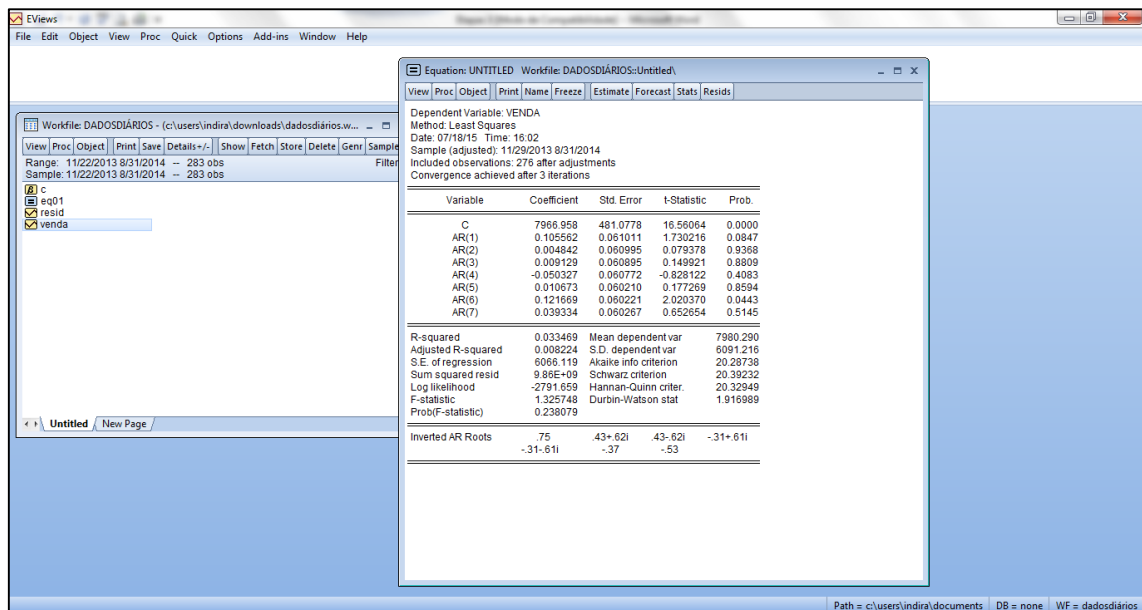 EViews
File Edit Object View Proc Quick Options Add-ins Window Help
Workfile: DADOSDIÁRIOS - (c:\users\indira\downloads\dadosdiários.w...
View Proc Object Print Save Details+/- Show Fetch Store Delete Genr Sample
Range: 11/22/2013 8/31/2014 -- 283 obs Filter
Sample: 11/22/2013 8/31/2014 -- 283 obs
β c
eq01
resid
venda
Untitled New Page
Equation: UNTITLED Workfile: DADOSDIÁRIOS::Untitled\
View Proc Object Print Name Freeze Estimate Forecast Stats Resids
Dependent Variable: VENDA
Method: Least Squares
Date: 07/18/15 Time: 16:02
Sample (adjusted): 11/29/2013 8/31/2014
Included observations: 276 after adjustments
Convergence achieved after 3 iterations
Variable Coefficient Std. Error t-Statistic Prob.
C 7966.958 481.0778 16.56064 0.0000
AR(1) 0.105562 0.061011 1.730216 0.0847
AR(2) 0.004842 0.060995 0.079378 0.9368
AR(3) 0.009129 0.060895 0.149921 0.8809
AR(4) -0.050327 0.060772 -0.828122 0.4083
AR(5) 0.010673 0.060210 0.177269 0.8594
AR(6) 0.121669 0.060221 2.020370 0.0443
AR(7) 0.039334 0.060267 0.652654 0.5145
R-squared 0.033469 Mean dependent var 7980.290
Adjusted R-squared 0.008224 S.D. dependent var 6091.216
S.E. of regression 6066.119 Akaike info criterion 20.28738
Sum squared resid 9.86E+09 Schwarz criterion 20.39232
Log likelihood -2791.659 Hannan-Quinn criter. 20.32949
F-statistic 1.325748 Durbin-Watson stat 1.916989
Prob(F-statistic) 0.238079
Inverted AR Roots .75 .43+.62i .43-.62i -.31+.61i
-.31-.61i -.37 -.53
Path = c:\users\indira\documents DB = none WF = dadosdiários